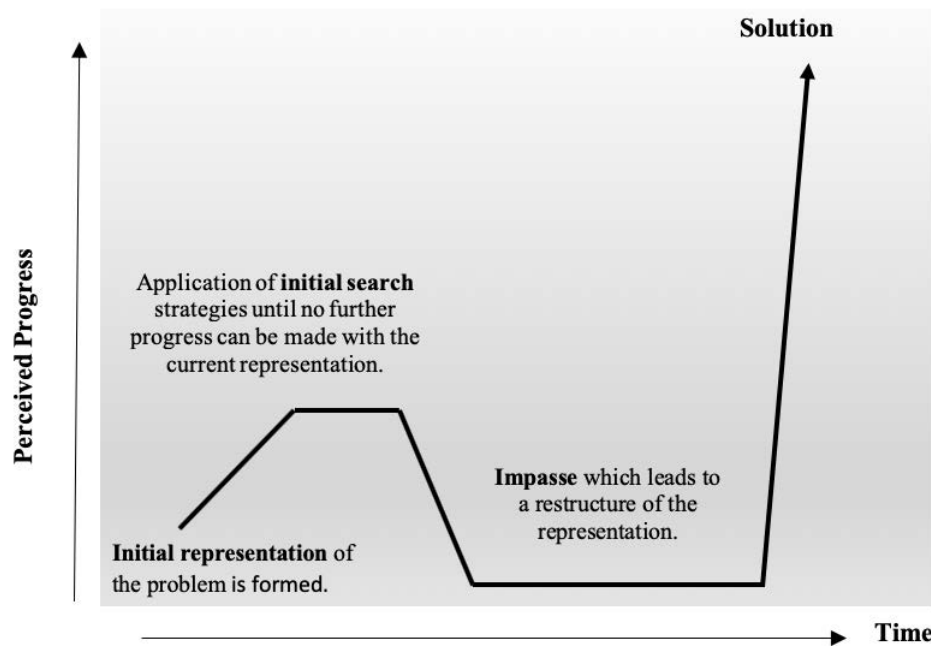 Solution
Application of initial search
strategies until no further
progress can be made with the
current representation.
Perceived Progress
Impasse which leads to
a restructure of the
representation.
Initial representation of
the problem is formed.
Time